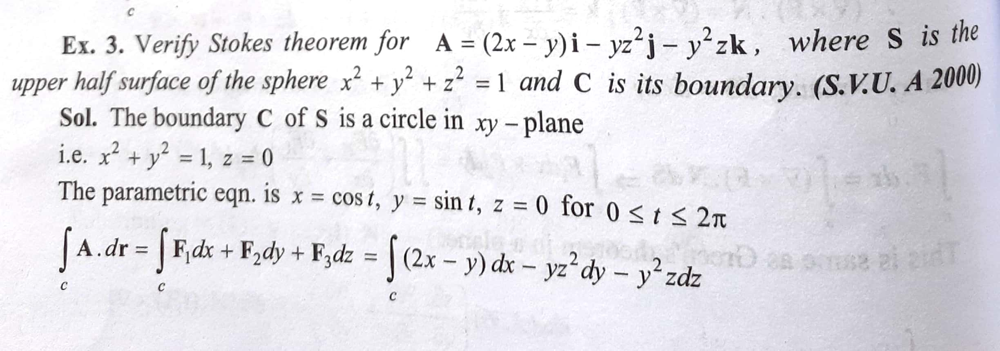 c
Ex. 3. Verify Stokes theorem for A = (2x – y)i – yz²j – y²zk, where S is the
upper half surface of the sphere x² + y² + z² = 1 and C is its boundary. (S.V.U. A 2000)
Sol. The boundary C of S is a circle in xy – plane
i.e. x² + y² = 1, z = 0
The parametric eqn. is x = cos t, y = sin t, z = 0 for 0 ≤ t ≤ 2π
∫A.dr = ∫F₁dx + F₂dy + F₃dz = ∫(2x – y) dx – yz²dy – y²zdz
c c c